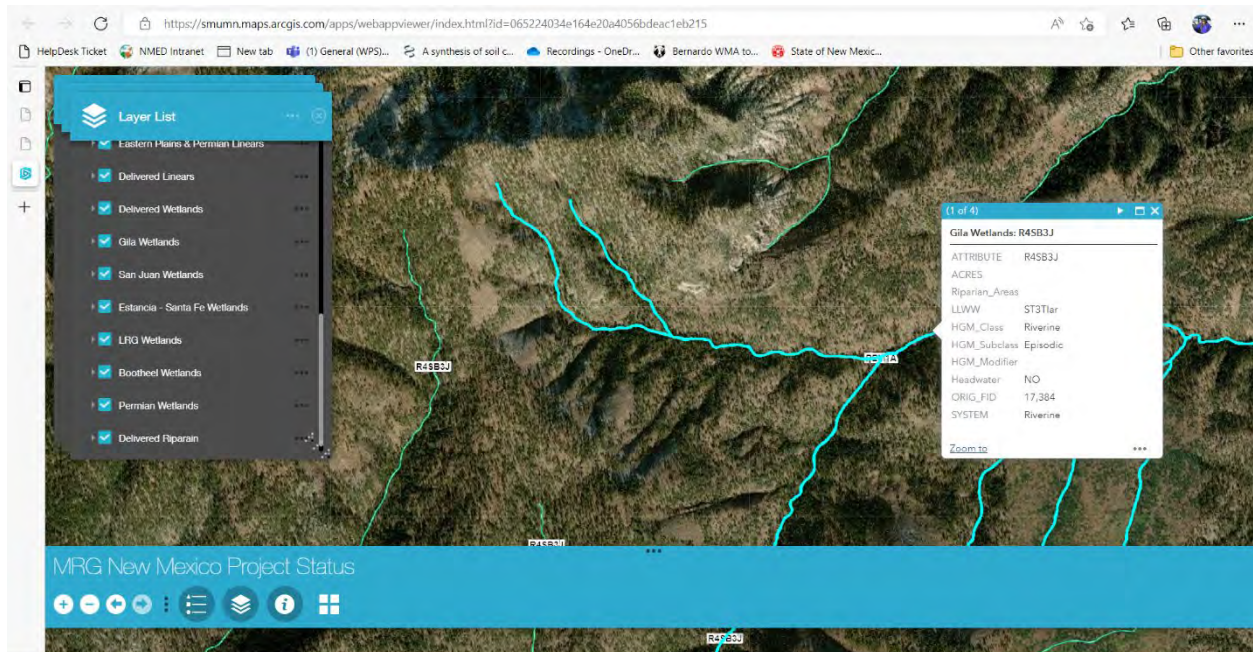 https://smumn.maps.arcgis.com/apps/webappviewer/index.html?id=065224034e164e20a4056bdeac1eb215
HelpDesk Ticket NMED Intranet New tab (1) General (WPS)... A synthesis of soil c... Recordings - OneDr... Bernardo WMA to... State of New Mexic... Other favorites
Layer List
Eastern Plains & Permian Linears
Delivered Linears
Delivered Wetlands
Gila Wetlands
San Juan Wetlands
Estancia - Santa Fe Wetlands
LRG Wetlands
Bootheel Wetlands
Permian Wetlands
Delivered Riparain
(1 of 4)
Gila Wetlands: R4SB3J
ATTRIBUTE R4SB3J
ACRES
Riparian_Areas
LLWW ST3TIar
HGM_Class Riverine
HGM_Subclass Episodic
HGM_Modifier
Headwater NO
ORIG_FID 17,384
SYSTEM Riverine
Zoom to
R4SB3J
R4SB3J
MRG New Mexico Project Status
R4SB3J